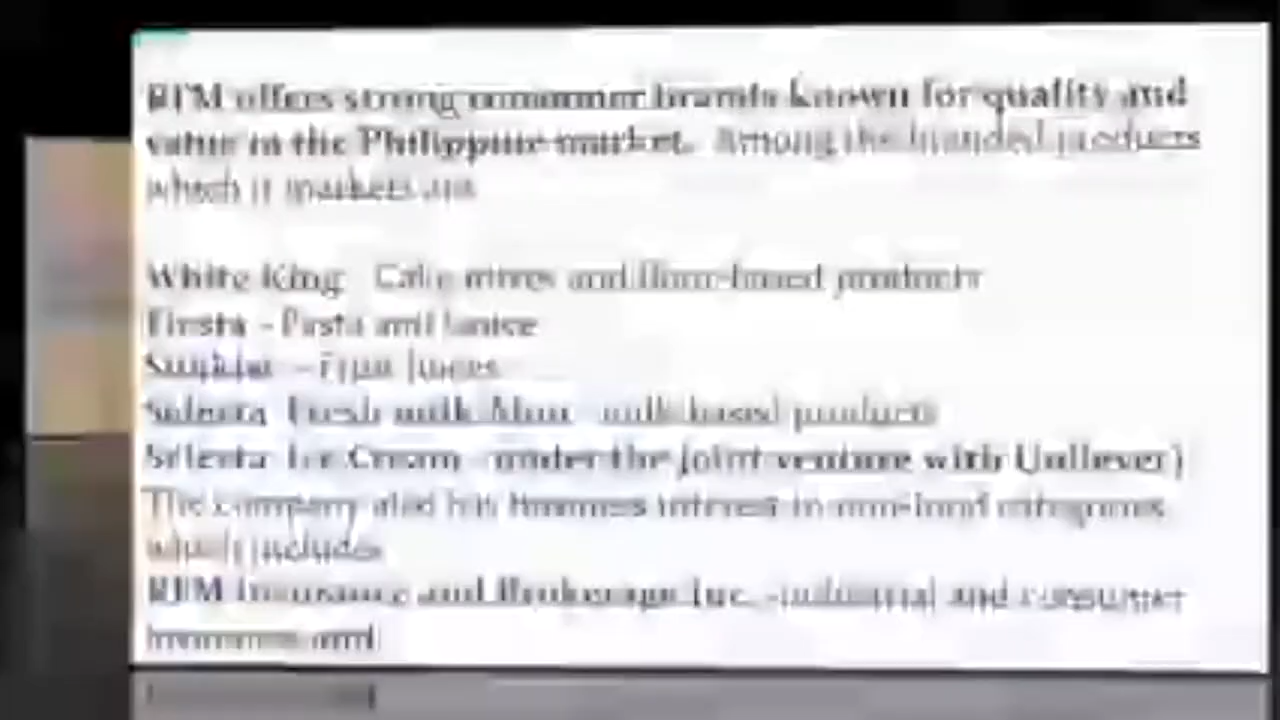 RFM offers strong consumer brands known for quality and
value in the Philippine market. Among the branded products
which it markets are
White King Cake mixes and flour-based products
Fiesta - Pasta and Sauce
Sunkist - Fruit Juices
Selecta Fresh milk Moo milk-based products
Selecta Ice Cream - under the joint venture with Unilever)
The company also has business interest in non-food categories
which includes
RFM Insurance and Brokerage Inc. -industrial and consumer
insurance and